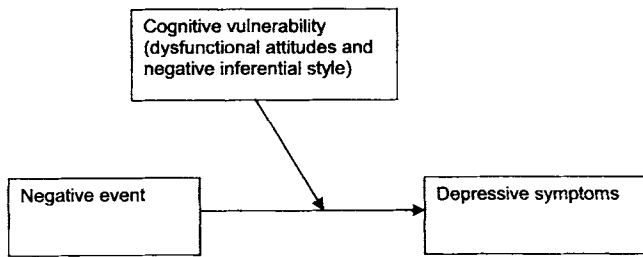 Cognitive vulnerability
(dysfunctional attitudes and
negative inferential style)
Negative event
Depressive symptoms